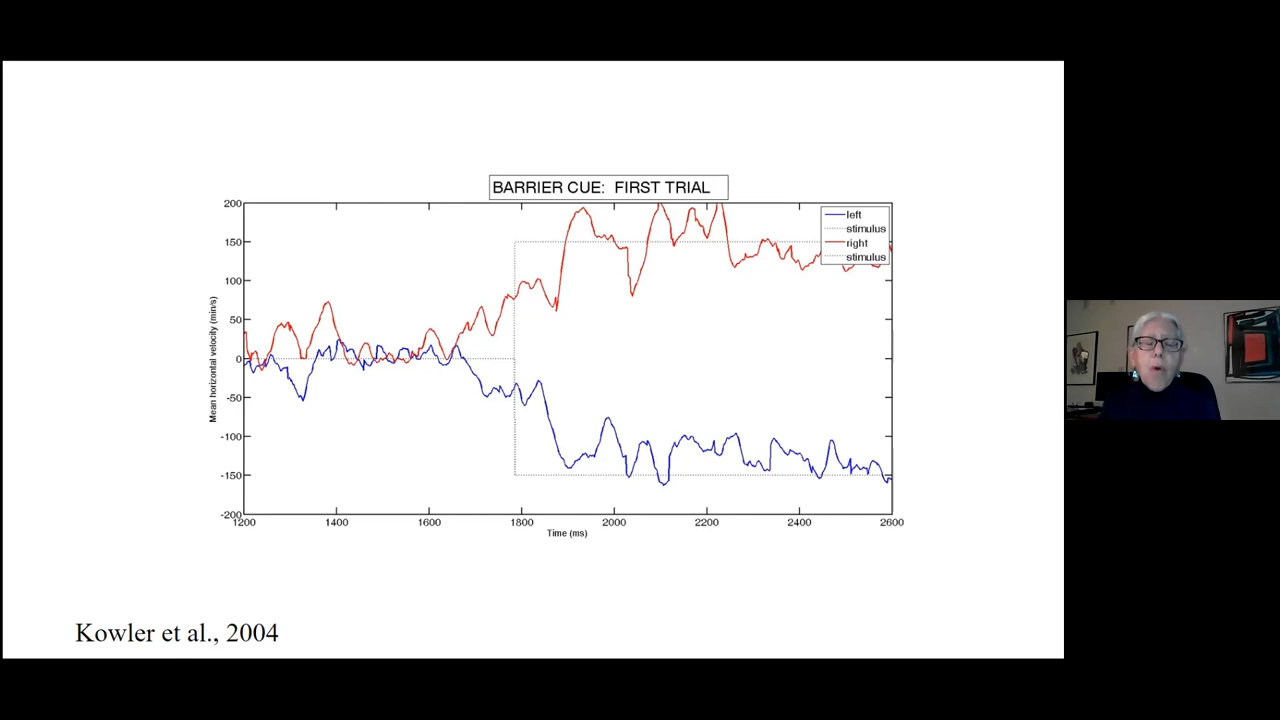 BARRIER CUE: FIRST TRIAL
200
150
100
50
0
-50
-100
-150
-200
Mean horizontal velocity (min/s)
left
stimulus
right
stimulus
1200 1400 1600 1800 2000 2200 2400 2600
Time (ms)
Kowler et al., 2004